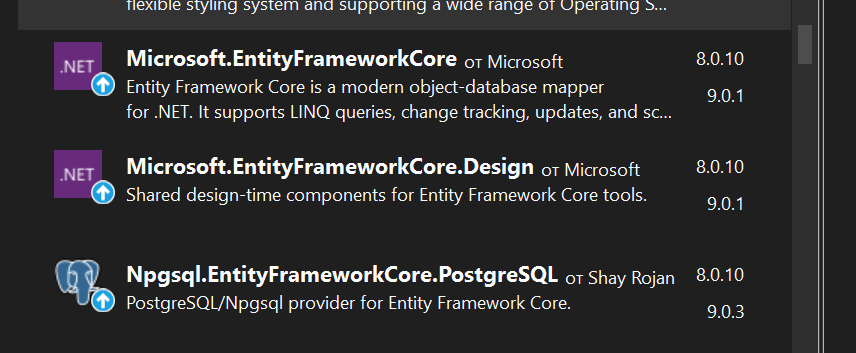 flexible styling system and supporting a wide range of Operating S...
Microsoft.EntityFrameworkCore от Microsoft 8.0.10
.NET
Entity Framework Core is a modern object-database mapper
9.0.1
for .NET. It supports LINQ queries, change tracking, updates, and sc...
Microsoft.EntityFrameworkCore.Design от Microsoft 8.0.10
.NET
Shared design-time components for Entity Framework Core tools.
9.0.1
Npgsql.EntityFrameworkCore.PostgreSQL от Shay Rojan 8.0.10
PostgreSQL/Npgsql provider for Entity Framework Core.
9.0.3